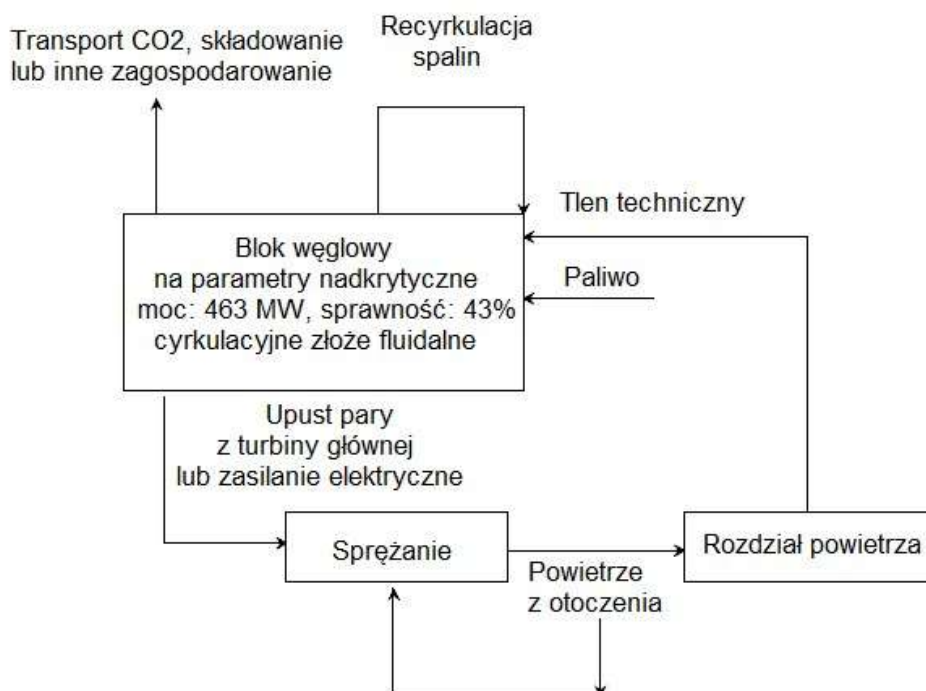 Transport CO2, składowanie
lub inne zagospodarowanie
Recyrkulacja
spalin
Tlen techniczny
Blok węglowy
na parametry nadkrytyczne
moc: 463 MW, sprawność: 43%
cyrkulacyjne złoże fluidalne
Paliwo
Upust pary
z turbiny głównej
lub zasilanie elektryczne
Sprężanie
Rozdział powietrza
Powietrze
z otoczenia